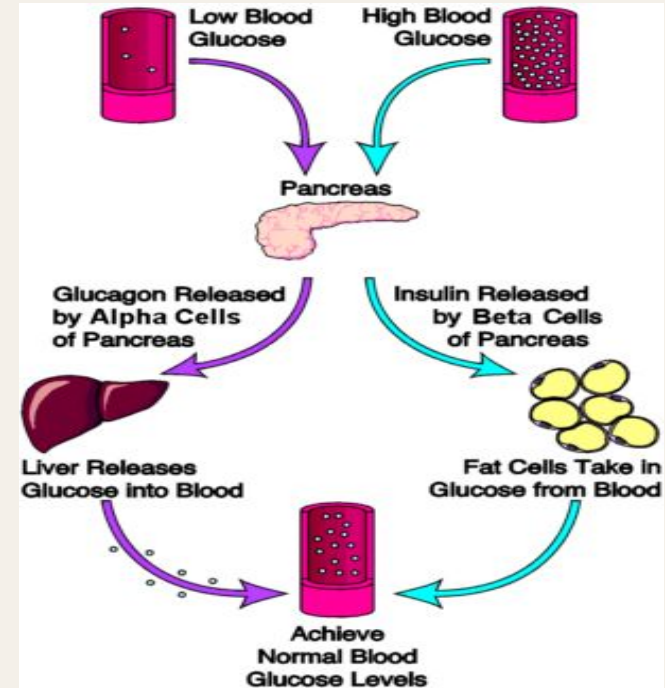 Low Blood
Glucose
High Blood
Glucose
Pancreas
Glucagon Released
by Alpha Cells
of Pancreas
Insulin Released
by Beta Cells
of Pancreas
Liver Releases
Glucose into Blood
Fat Cells Take in
Glucose from Blood
Achieve
Normal Blood
Glucose Levels